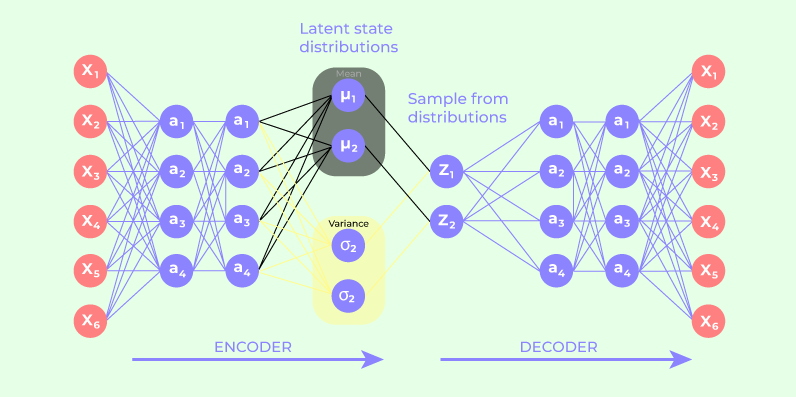 Latent state
distributions
Mean
X1 X1
μ1
Sample from
distributions
X2 a1 a1 a1 a1 X2
μ2
X3 a2 a2 Z1 a2 a2 X3
X4 a3 a3 Z2 a3 a3 X4
Variance
σ2
X5 a4 a4 a4 a4 X5
σ2
X6 X6
ENCODER DECODER